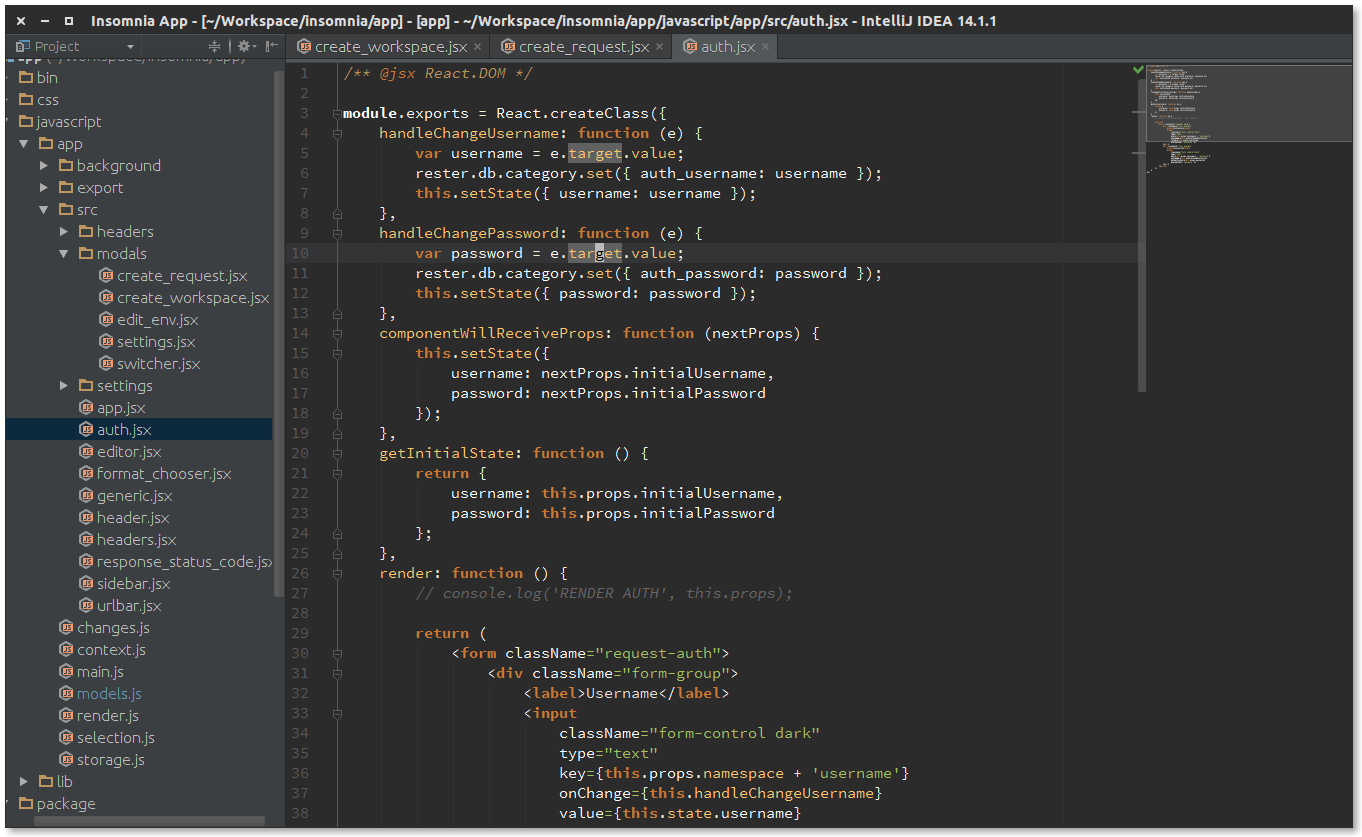 Insomnia App - [~/Workspace/insomnia/app] - [app] - ~/Workspace/insomnia/app/javascript/app/src/auth.jsx - IntelliJ IDEA 14.1.1
Project
create_workspace.jsx
create_request.jsx
auth.jsx
app (~/Workspace/insomnia/app)
bin
css
javascript
app
background
export
src
headers
modals
create_request.jsx
create_workspace.jsx
edit_env.jsx
settings.jsx
switcher.jsx
settings
app.jsx
auth.jsx
editor.jsx
format_chooser.jsx
generic.jsx
header.jsx
headers.jsx
response_status_code.jsx
sidebar.jsx
urlbar.jsx
changes.js
context.js
main.js
models.js
render.js
selection.js
storage.js
lib
package
1 /** @jsx React.DOM */
2
3 module.exports = React.createClass({
4 handleChangeUsername: function (e) {
5 var username = e.target.value;
6 rester.db.category.set({ auth_username: username });
7 this.setState({ username: username });
8 },
9 handleChangePassword: function (e) {
10 var password = e.target.value;
11 rester.db.category.set({ auth_password: password });
12 this.setState({ password: password });
13 },
14 componentWillReceiveProps: function (nextProps) {
15 this.setState({
16 username: nextProps.initialUsername,
17 password: nextProps.initialPassword
18 });
19 },
20 getInitialState: function () {
21 return {
22 username: this.props.initialUsername,
23 password: this.props.initialPassword
24 };
25 },
26 render: function () {
27 // console.log('RENDER AUTH', this.props);
28
29 return (
30 <form className="request-auth">
31 <div className="form-group">
32 <label>Username</label>
33 <input
34 className="form-control dark"
35 type="text"
36 key={this.props.namespace + 'username'}
37 onChange={this.handleChangeUsername}
38 value={this.state.username}